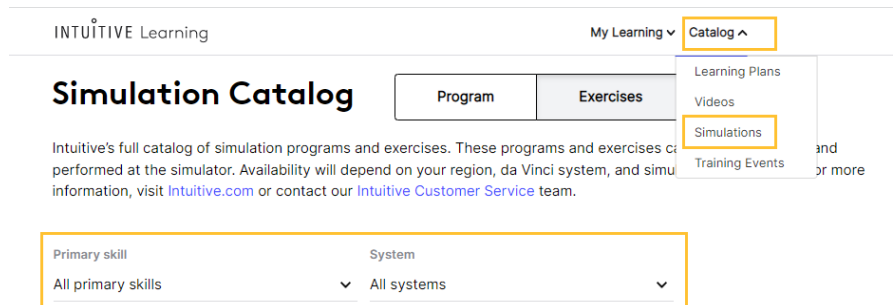 INTUITIVE Learning
My Learning Catalog
Learning Plans
Videos
Simulations
Training Events
Simulation Catalog
Program Exercises
Intuitive's full catalog of simulation programs and exercises. These programs and exercises and
performed at the simulator. Availability will depend on your region, da Vinci system, and more
information, visit Intuitive.com or contact our Intuitive Customer Service team.
Primary skill System
All primary skills All systems